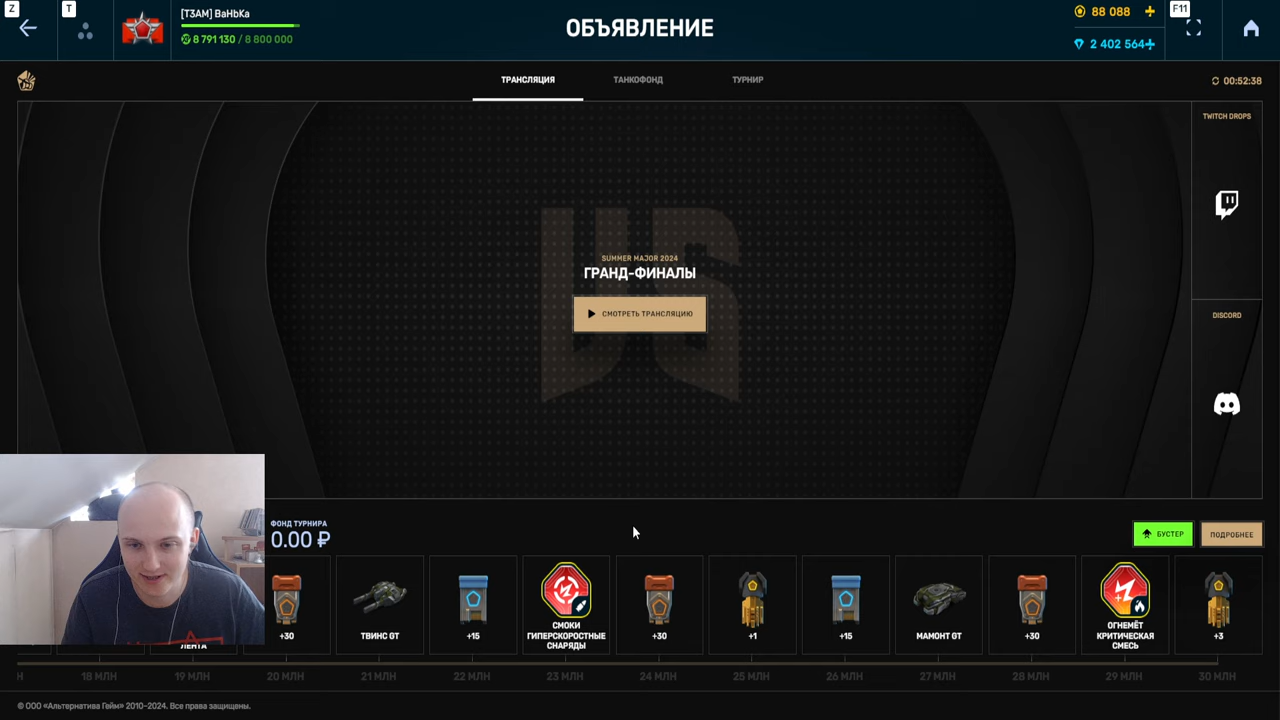 Z
T
[T3AM] BaHbKa
8 791 130 / 8 800 000
ОБЪЯВЛЕНИЕ
88 088
2 402 564
F11
ТРАНСЛЯЦИЯ
ТАНКОФОНД
ТУРНИР
00:52:38
TWITCH DROPS
SUMMER MAJOR 2024
ГРАНД-ФИНАЛЫ
СМОТРЕТЬ ТРАНСЛЯЦИЮ
DISCORD
ФОНД ТУРНИРА
0.00 ₽
БУСТЕР
ПОДРОБНЕЕ
ЛЕНТА
+30
ТВИНС GT
+15
СМОКИ
ГИПЕРСКОРОСТНЫЕ
СНАРЯДЫ
+30
+1
+15
МАМОНТ GT
+30
ОГНЕМЁТ
КРИТИЧЕСКАЯ
СМЕСЬ
+3
18 МЛН
19 МЛН
20 МЛН
21 МЛН
22 МЛН
23 МЛН
24 МЛН
25 МЛН
26 МЛН
27 МЛН
28 МЛН
29 МЛН
30 МЛН
© ООО «Альтернатива Гейм» 2010-2024. Все права защищены.